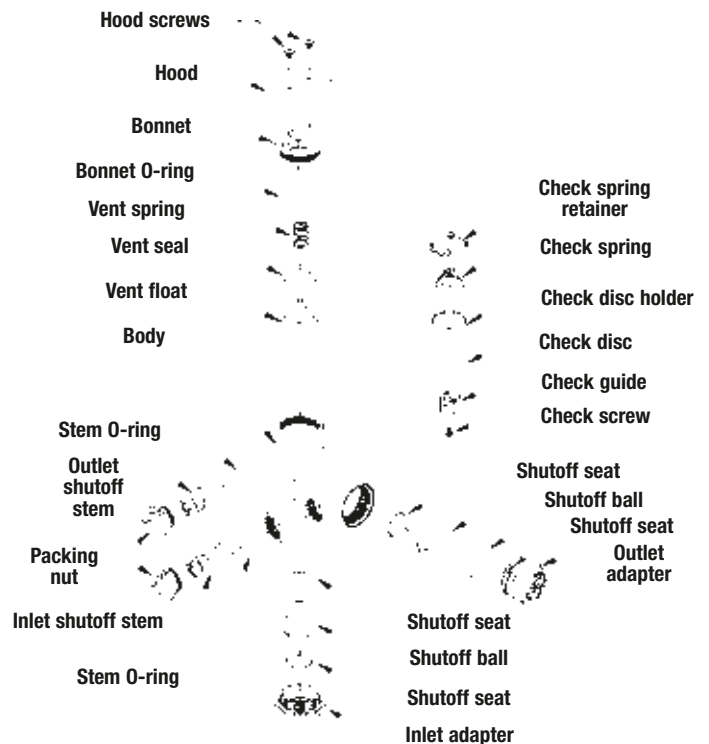 Hood screws
Hood
Bonnet
Bonnet O-ring
Vent spring
Vent seal
Vent float
Body
Check spring
retainer
Check spring
Check disc holder
Check disc
Check guide
Check screw
Stem O-ring
Outlet
shutoff
stem
Packing
nut
Inlet shutoff stem
Stem O-ring
Shutoff seat
Shutoff ball
Shutoff seat
Outlet
adapter
Shutoff seat
Shutoff ball
Shutoff seat
Inlet adapter